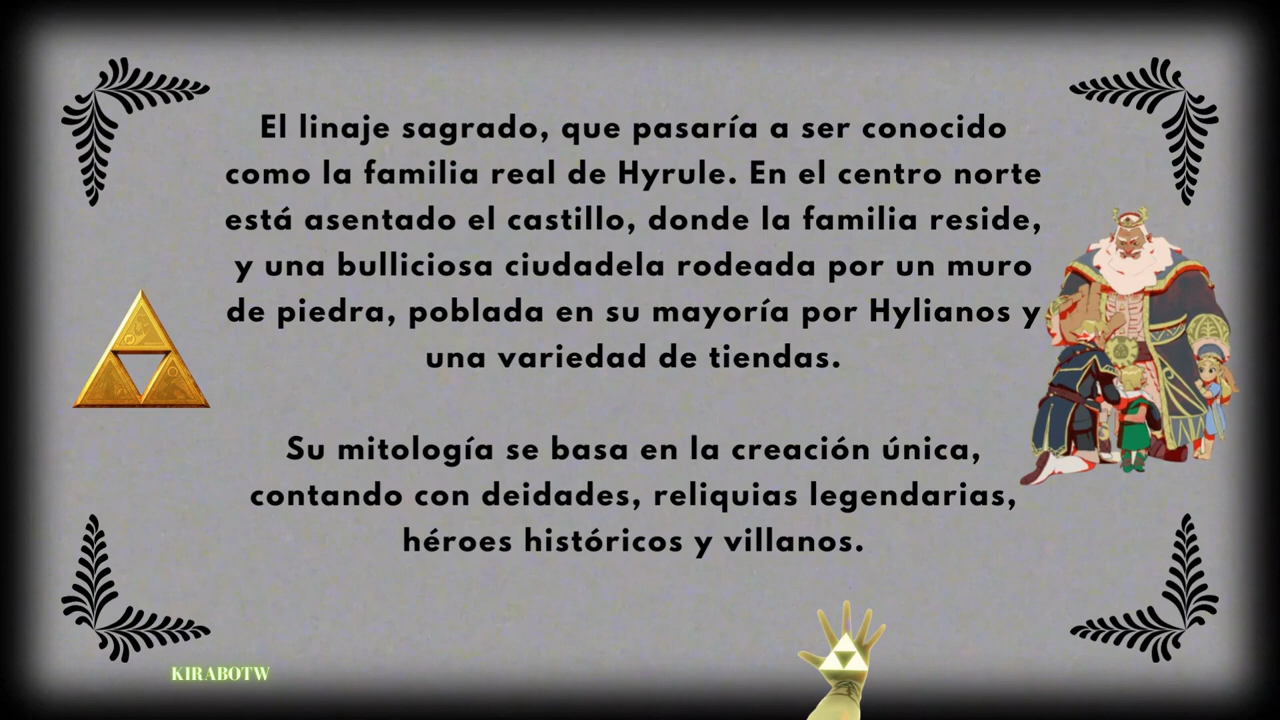 El linaje sagrado, que pasaría a ser conocido
como la familia real de Hyrule. En el centro norte
está asentado el castillo, donde la familia reside,
y una bulliciosa ciudadela rodeada por un muro
de piedra, poblada en su mayoría por Hylianos y
una variedad de tiendas.
Su mitología se basa en la creación única,
contando con deidades, reliquias legendarias,
héroes históricos y villanos.
KIRABOTW